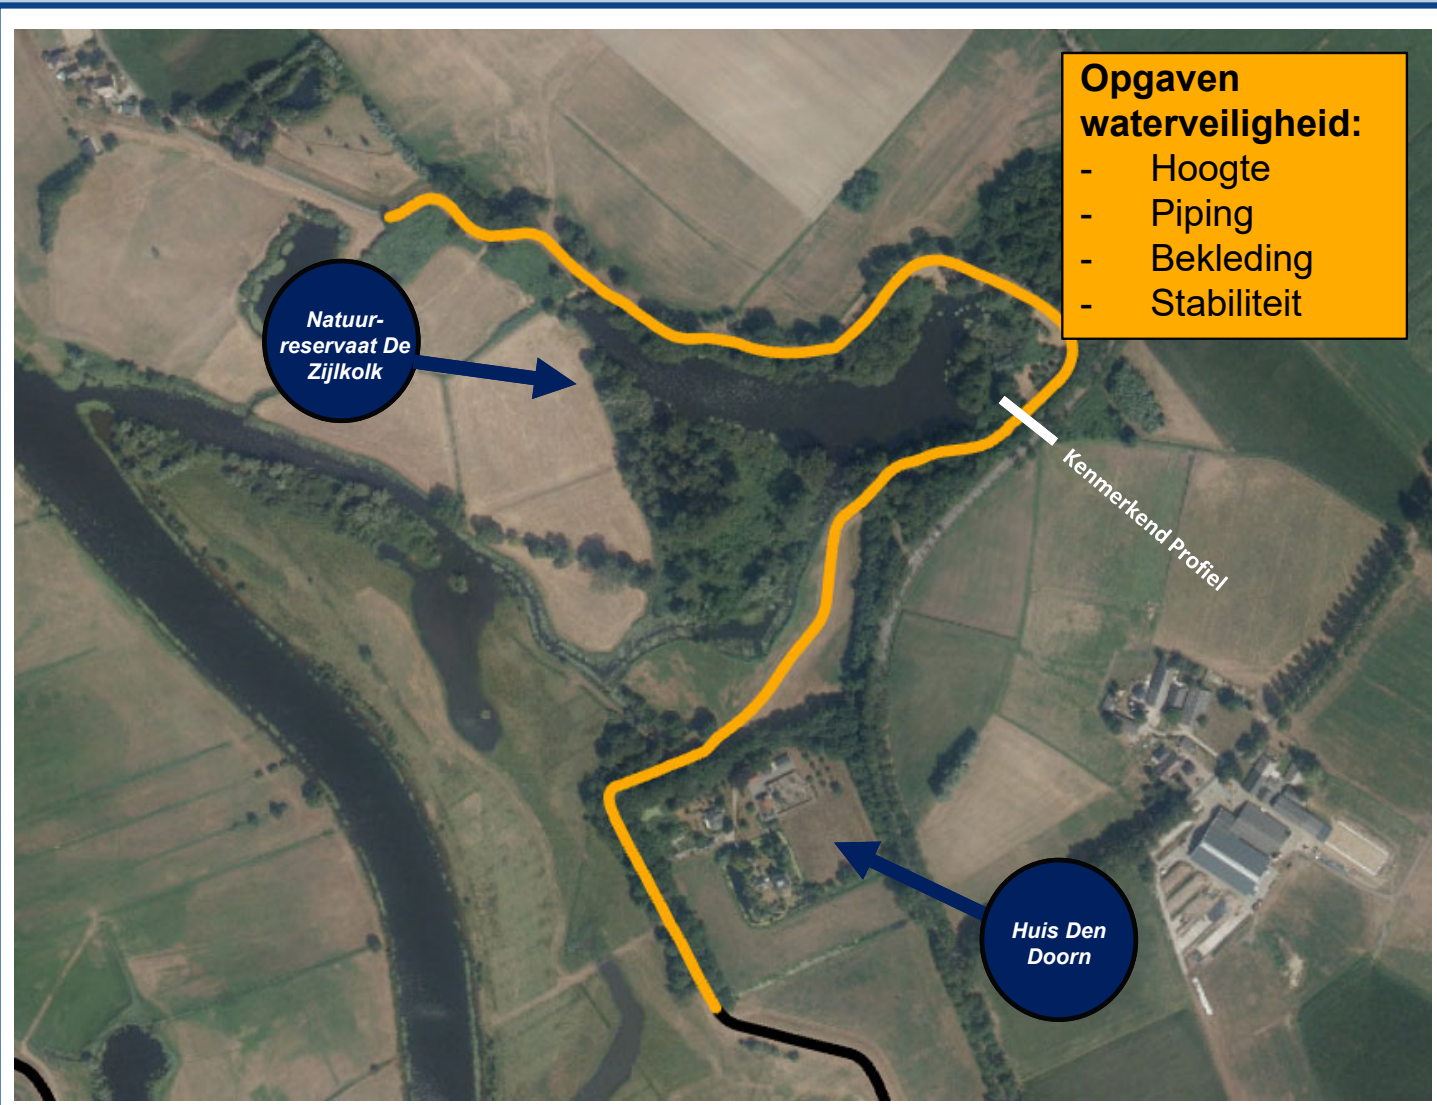 Opgaven
waterveiligheid:
- Hoogte
- Piping
- Bekleding
- Stabiliteit
Natuur-
reservaat De
Zijlkolk
Kenmerkend Profiel
Huis Den
Doorn